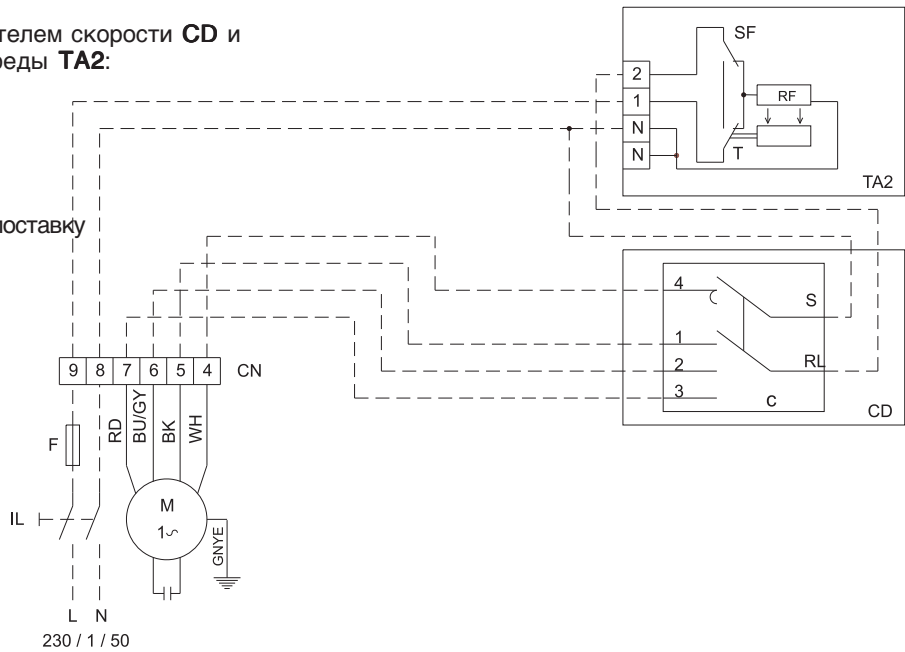 телем скорости CD и
реды TA2:
поставку
SF
2
1
N
N
RF
T
TA2
4
1
2
3
S
RL
c
CD
9 8 7 6 5 4 CN
F
RD
BU/GY
BK
WH
IL
M
1~
GNYE
L N
230 / 1 / 50